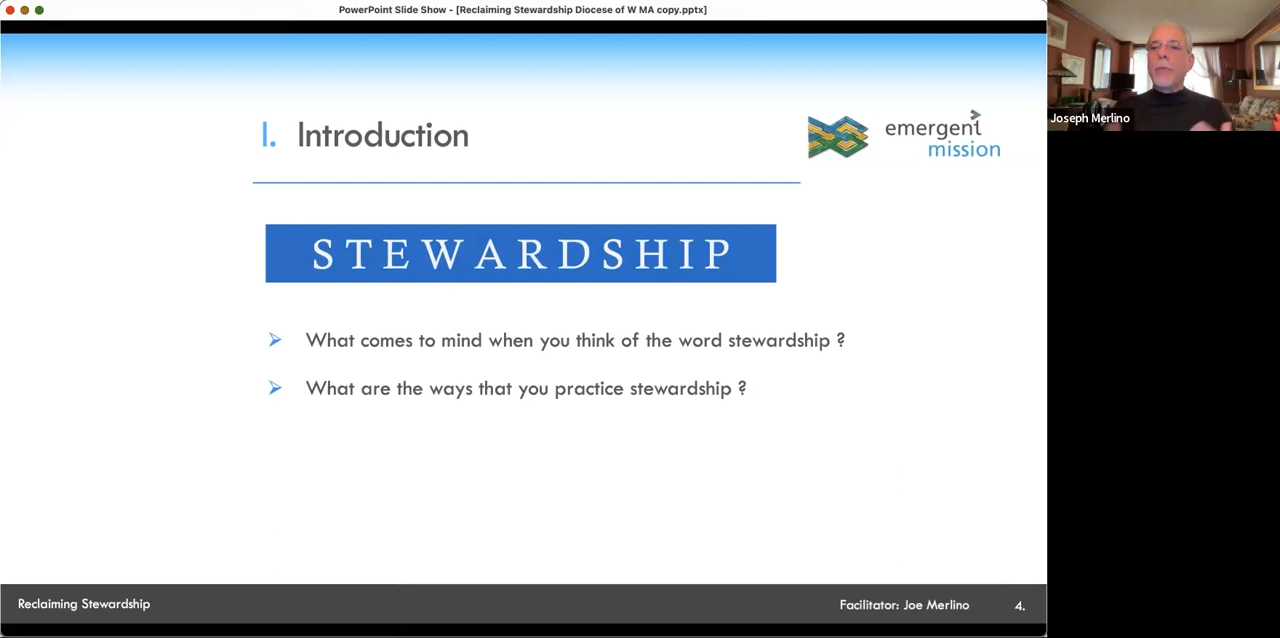 PowerPoint Slide Show - [Reclaiming Stewardship Diocese of W MA copy.pptx]
Joseph Merlino
I. Introduction
emergent
mission
STEWARDSHIP
What comes to mind when you think of the word stewardship ?
What are the ways that you practice stewardship ?
Reclaiming Stewardship
Facilitator: Joe Merlino
4.